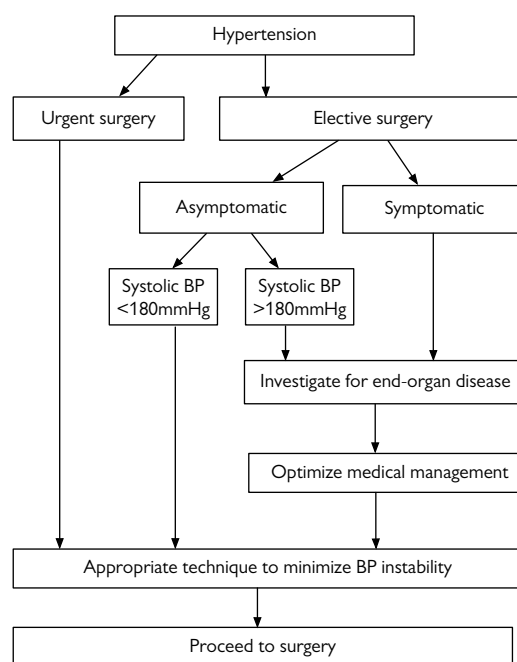 Hypertension
Urgent surgery
Elective surgery
Asymptomatic
Symptomatic
Systolic BP
<180mmHg
Systolic BP
>180mmHg
Investigate for end-organ disease
Optimize medical management
Appropriate technique to minimize BP instability
Proceed to surgery